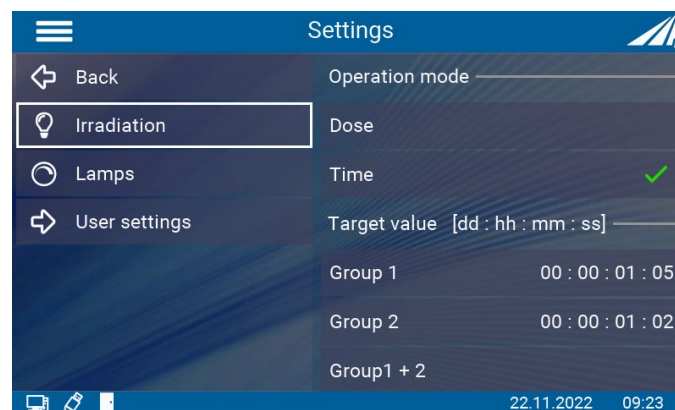 Settings
Back
Irradiation
Lamps
User settings
Operation mode
Dose
Time
Target value [dd : hh : mm : ss]
Group 1 00 : 00 : 01 : 05
Group 2 00 : 00 : 01 : 02
Group1 + 2
22.11.2022 09:23